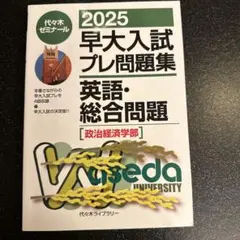 代々木
ゼミナール
2025
早大入試
プレ問題集
英語・
総合問題
[政治経済学部]
Waseda
UNIVERSITY
代々木ライブラリー